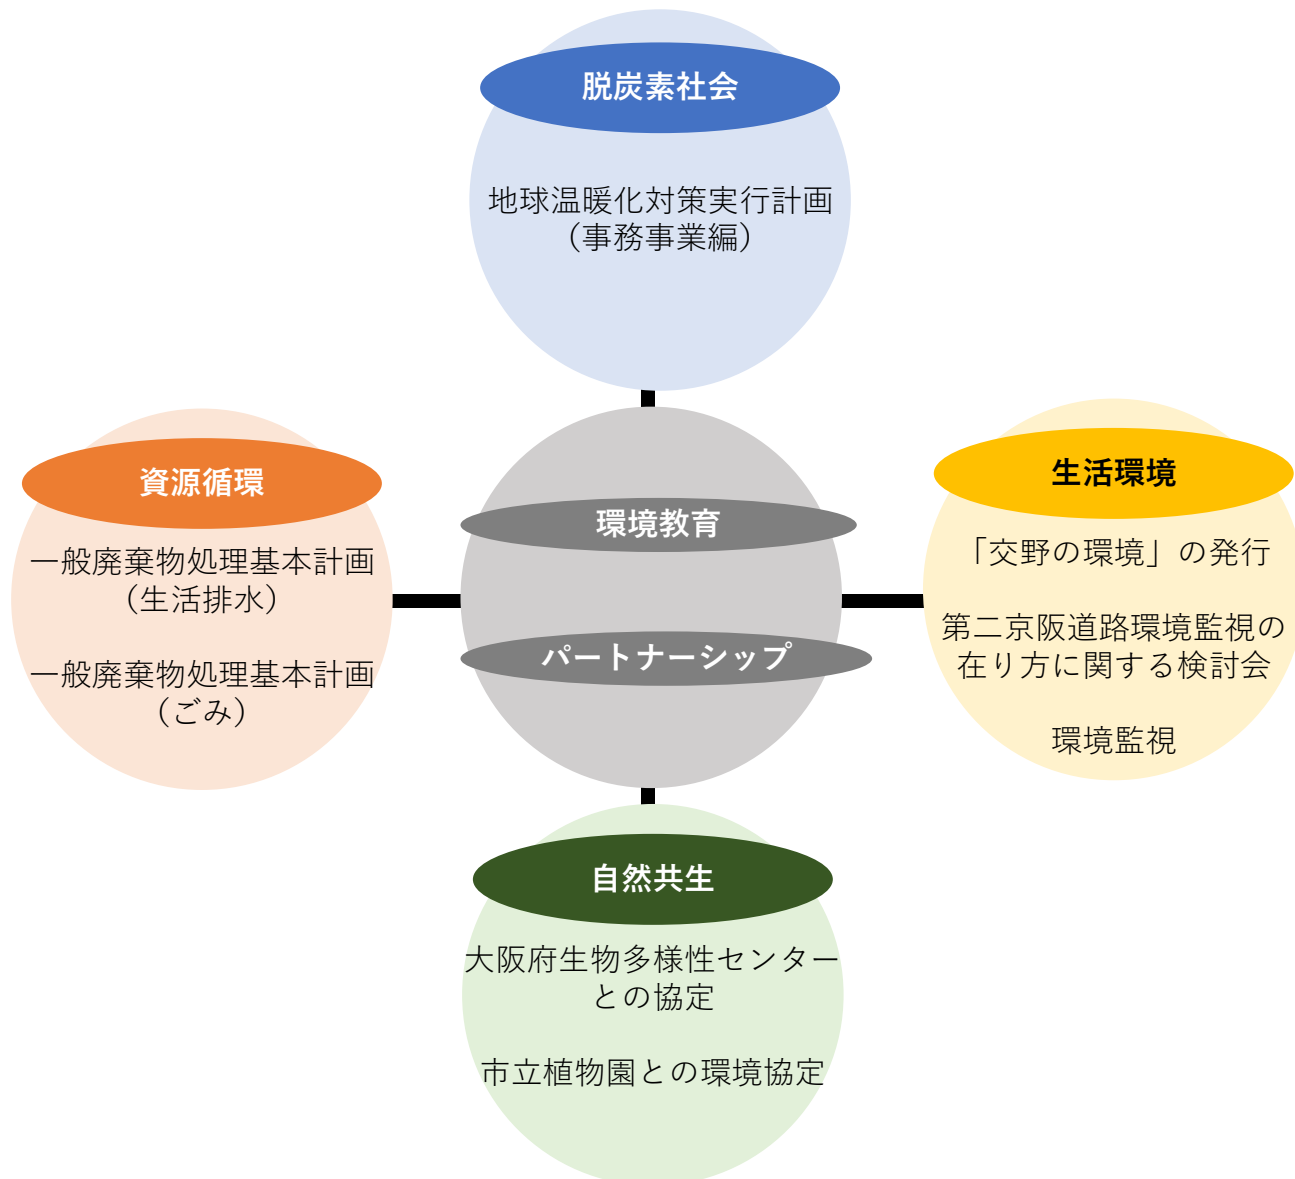 脱炭素社会
地球温暖化対策実行計画
（事務事業編）
資源循環
一般廃棄物処理基本計画
（生活排水）
一般廃棄物処理基本計画
（ごみ）
環境教育
パートナーシップ
生活環境
「交野の環境」の発行
第二京阪道路環境監視の
在り方に関する検討会
環境監視
自然共生
大阪府生物多様性センター
との協定
市立植物園との環境協定